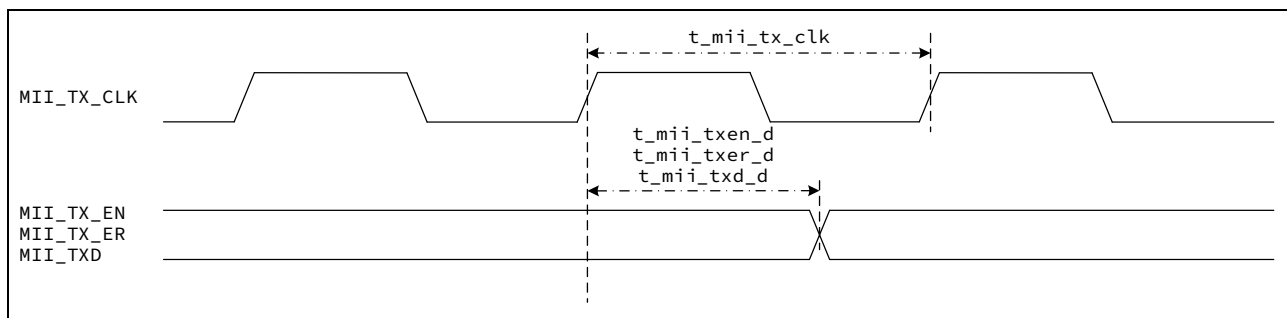 t_mii_tx_clk
MII_TX_CLK
t_mii_txen_d
t_mii_txer_d
t_mii_txd_d
MII_TX_EN
MII_TX_ER
MII_TXD